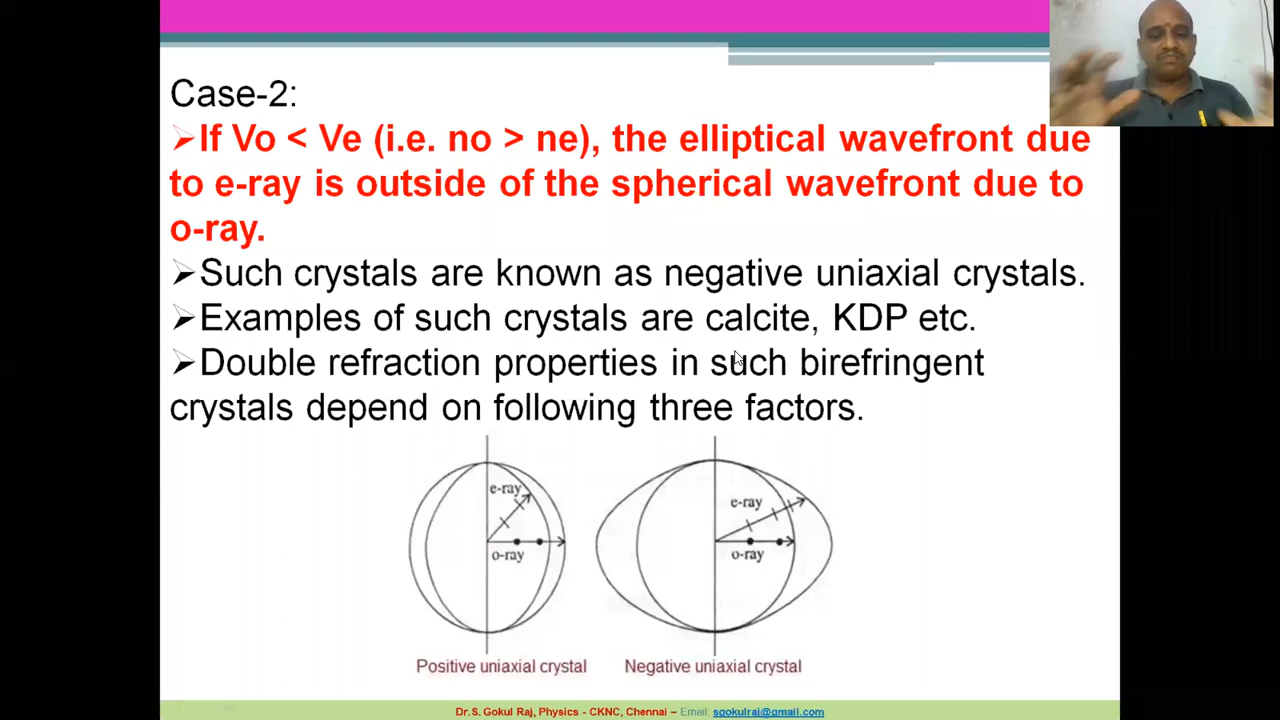 Case-2:
➢If Vo < Ve (i.e. no > ne), the elliptical wavefront due
to e-ray is outside of the spherical wavefront due to
o-ray.
➢Such crystals are known as negative uniaxial crystals.
➢Examples of such crystals are calcite, KDP etc.
➢Double refraction properties in such birefringent
crystals depend on following three factors.
e-ray
o-ray
e-ray
o-ray
Positive uniaxial crystal
Negative uniaxial crystal
Dr.S. Gokul Raj, Physics - CKNC, Chennai – Email: sgokulraj@gmail.com